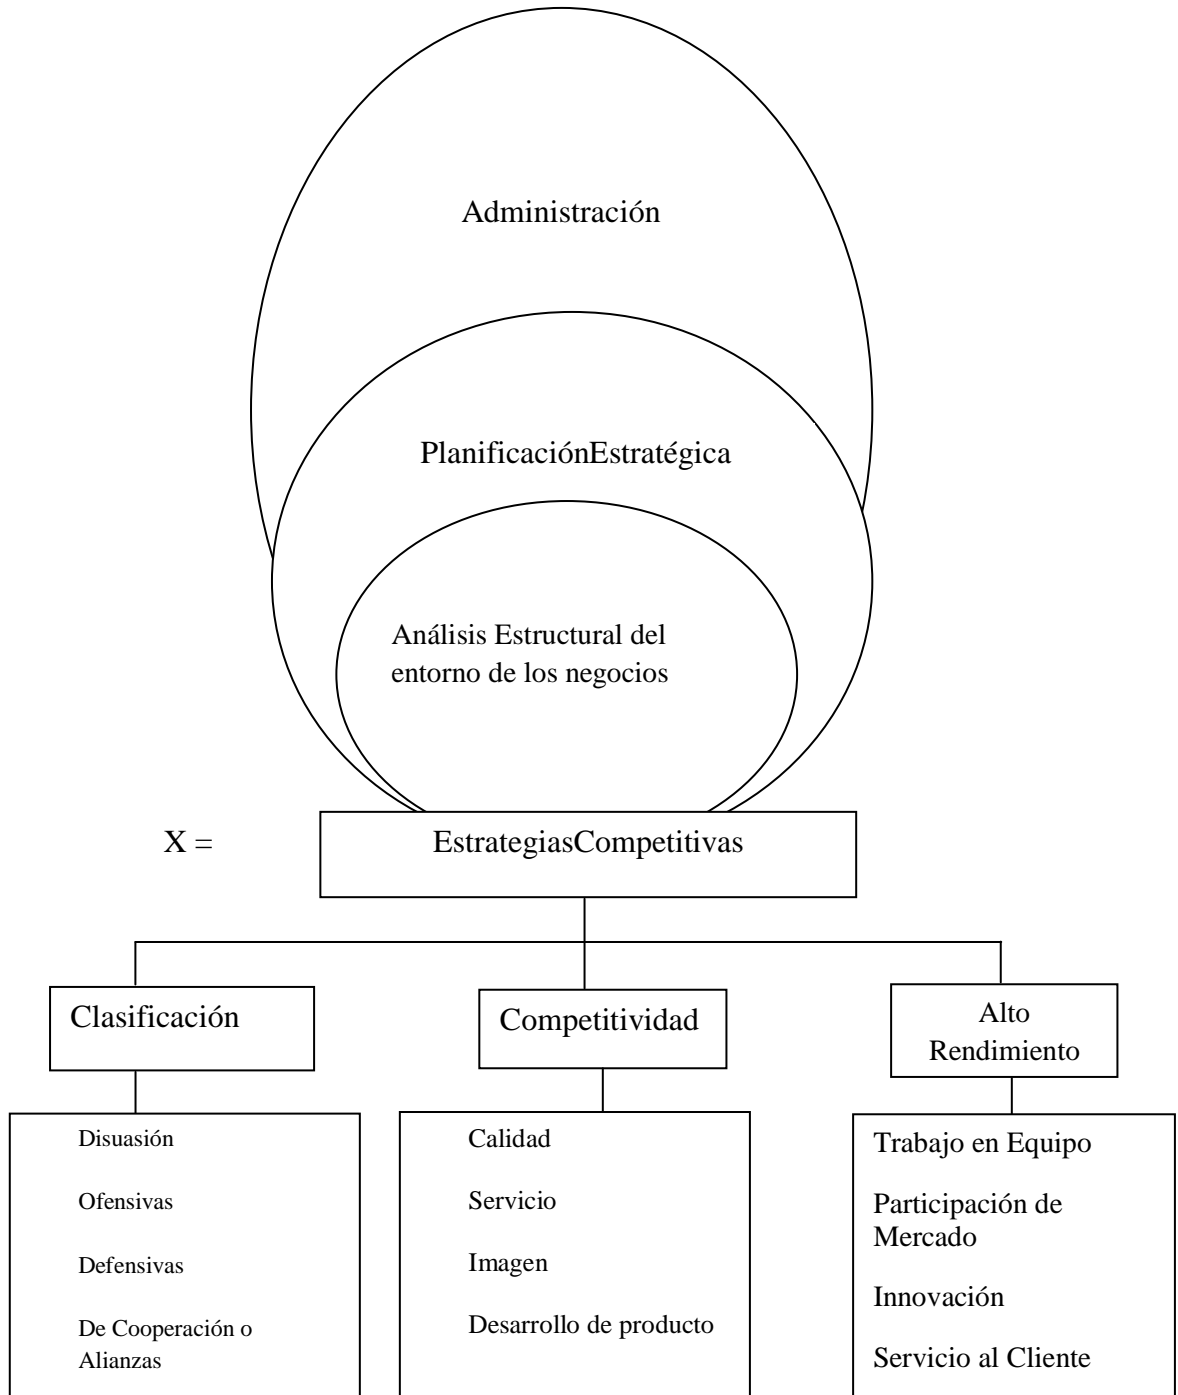 Administración
PlanificaciónEstratégica
Análisis Estructural del
entorno de los negocios
X =
EstrategiasCompetitivas
Clasificación
Competitividad
Alto
Rendimiento
Disuasión
Ofensivas
Defensivas
De Cooperación o
Alianzas
Calidad
Servicio
Imagen
Desarrollo de producto
Trabajo en Equipo
Participación de
Mercado
Innovación
Servicio al Cliente